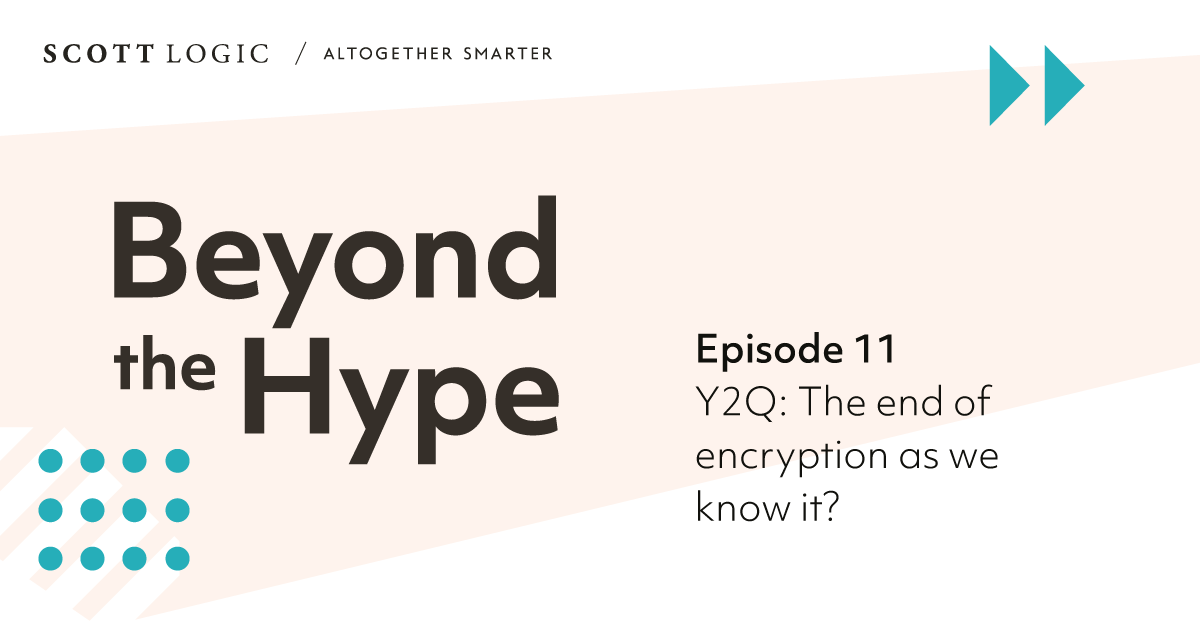 SCOTT LOGIC / ALTOGETHER SMARTER
Beyond
the Hype
Episode 11
Y2Q: The end of
encryption as we
know it?